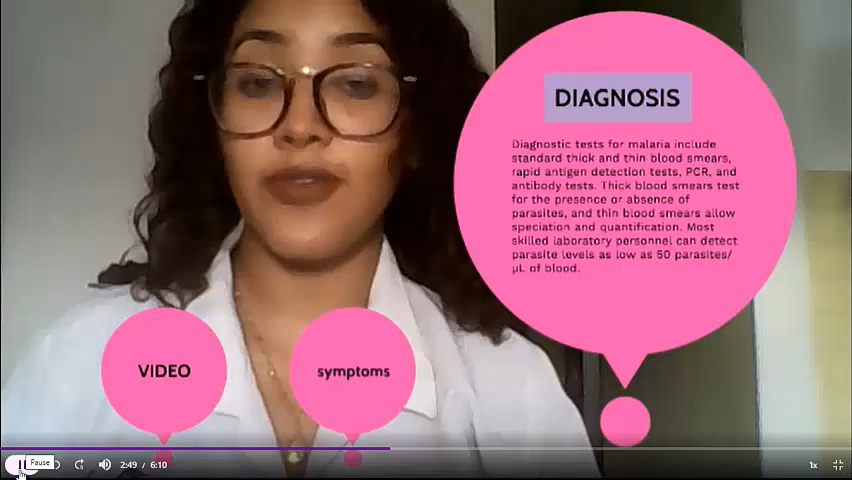 DIAGNOSIS
Diagnostic tests for malaria include
standard thick and thin blood smears,
rapid antigen detection tests, PCR, and
antibody tests. Thick blood smears test
for the presence or absence of
parasites, and thin blood smears allow
speciation and quantification. Most
skilled laboratory personnel can detect
parasite levels as low as 50 parasites/
µL of blood.
VIDEO
symptoms
Pause
2:49 / 6:10
1x